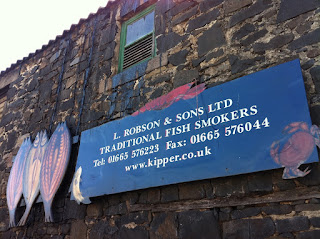 L. ROBSON & SONS LTD
TRADITIONAL FISH SMOKERS
Tel: 01665 576223 Fax: 01665 576044
www.kipper.co.uk